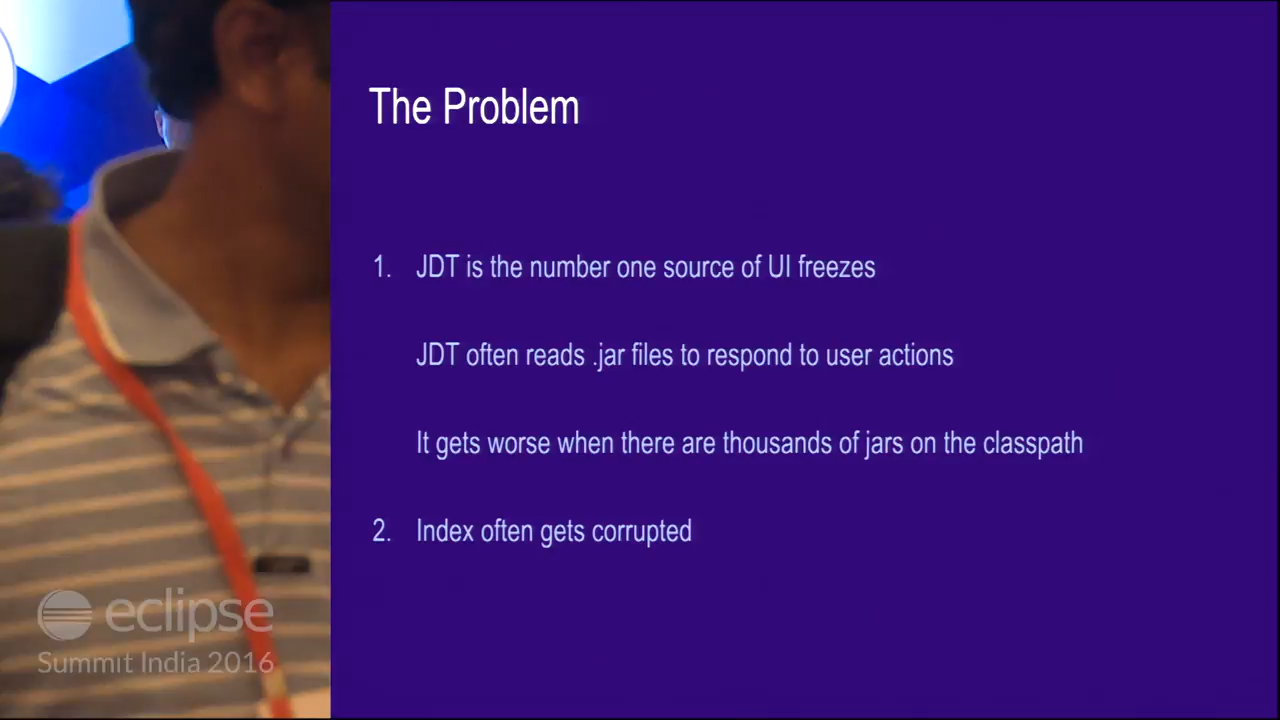 The Problem
1. JDT is the number one source of UI freezes
JDT often reads .jar files to respond to user actions
It gets worse when there are thousands of jars on the classpath
2. Index often gets corrupted
eclipse
Summit India 2016